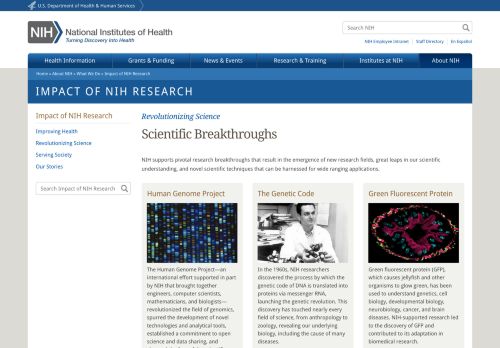 U.S. Department of Health & Human Services
NIH National Institutes of Health
Turning Discovery Into Health
Search NIH
NIH Employee Intranet | Staff Directory | En Español
Health Information Grants & Funding News & Events Research & Training Institutes at NIH About NIH
Home » About NIH » What We Do » Impact of NIH Research
IMPACT OF NIH RESEARCH
Impact of NIH Research
Improving Health
Revolutionizing Science
Serving Society
Our Stories
Search Impact of NIH Research
Revolutionizing Science
Scientific Breakthroughs
NIH supports pivotal research breakthroughs that result in the emergence of new research fields, great leaps in our scientific
understanding, and novel scientific techniques that can be harnessed for wide ranging applications.
Human Genome Project
The Human Genome Project—an
international effort supported in part
by NIH that brought together
engineers, computer scientists,
mathematicians, and biologists—
revolutionized the field of genomics,
spurred the development of novel
technologies and analytical tools,
established a commitment to open
science and data sharing, and
The Genetic Code
In the 1960s, NIH researchers
discovered the process by which the
genetic code of DNA is translated into
proteins via messenger RNA,
launching the genetic revolution. This
discovery has touched nearly every
field of science, from anthropology to
zoology, revealing our underlying
biology, including the cause of many
diseases.
Green Fluorescent Protein
Green fluorescent protein (GFP),
which causes jellyfish and other
organisms to glow green, has been
used to understand genetics, cell
biology, developmental biology,
neurobiology, cancer, and brain
diseases. NIH-supported research led
to the discovery of GFP and
contributed to its adaptation in
biomedical research.